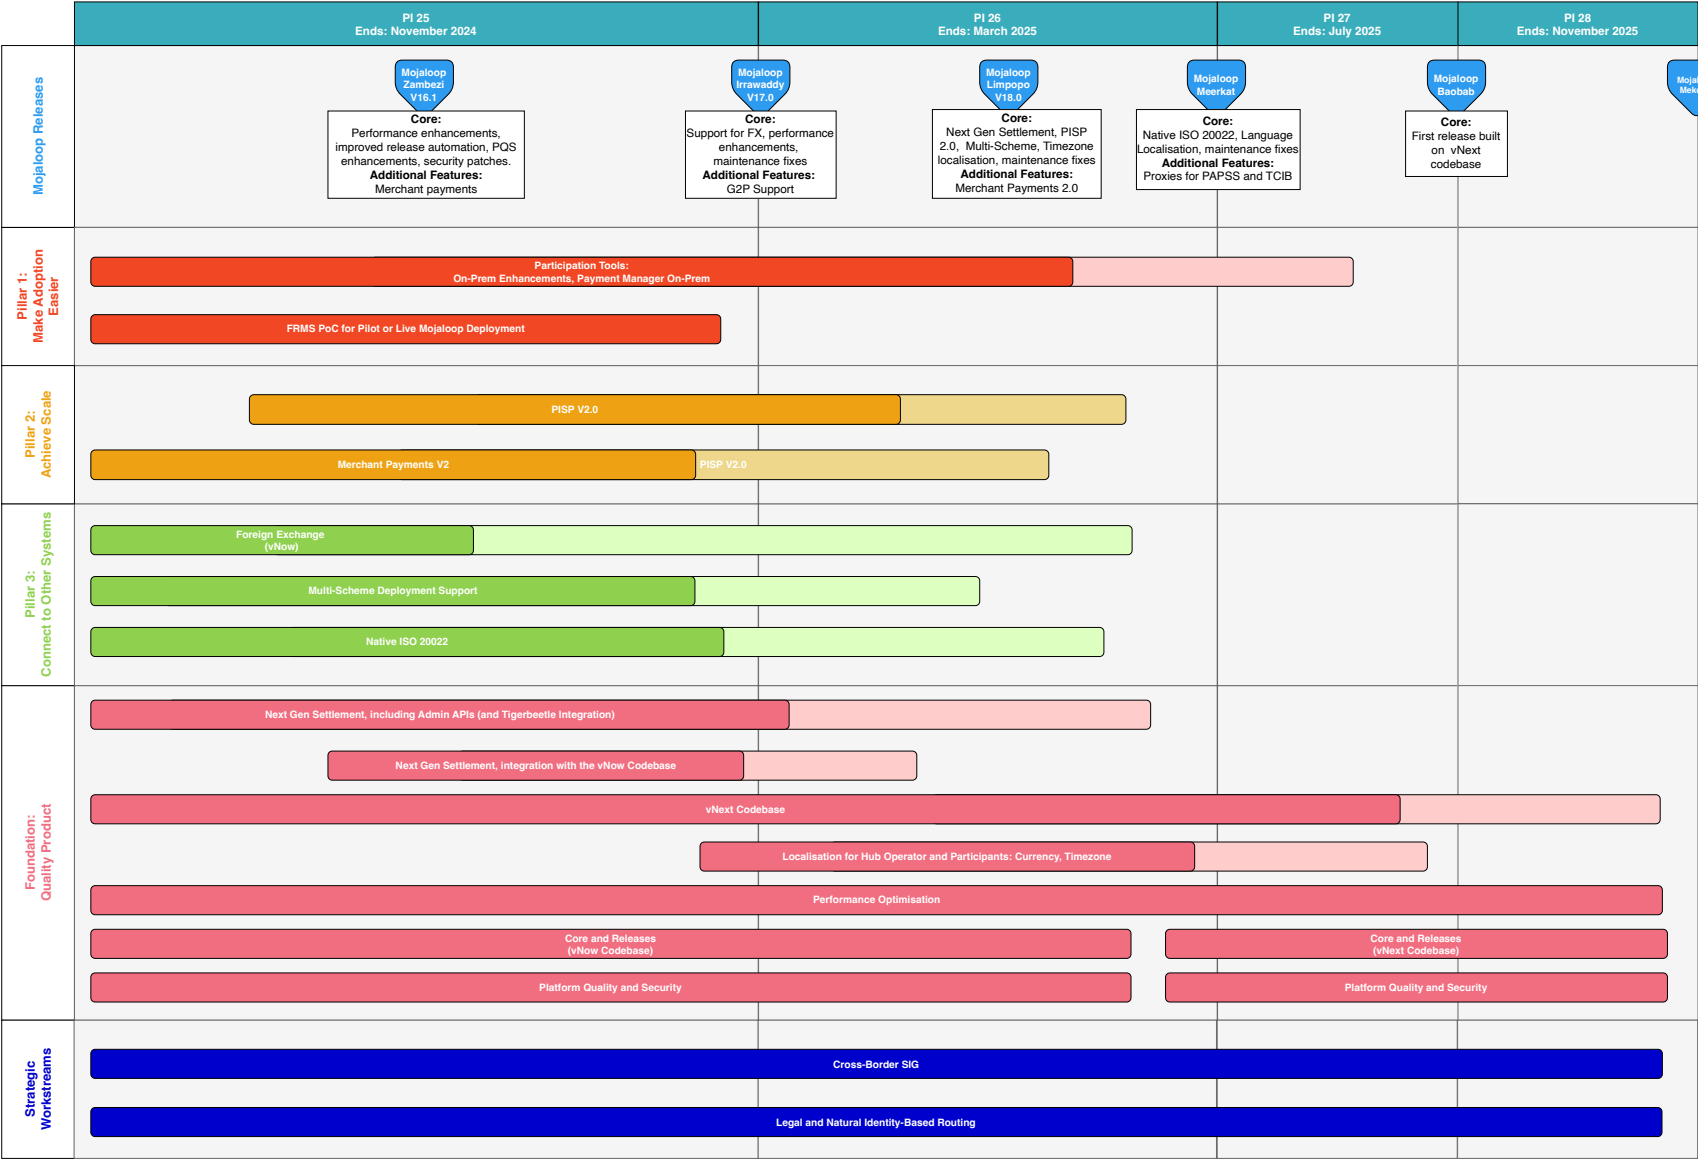 PI 25
Ends: November 2024
PI 26
Ends: March 2025
PI 27
Ends: July 2025
PI 28
Ends: November 2025
Mojaloop Releases
Mojaloop
Zambezi
V16.1
Core:
Performance enhancements,
improved release automation, PQS
enhancements, security patches.
Additional Features:
Merchant payments
Mojaloop
Irrawaddy
V17.0
Core:
Support for FX, performance
enhancements,
maintenance fixes
Additional Features:
G2P Support
Mojaloop
Limpopo
V18.0
Core:
Next Gen Settlement, PISP
2.0, Multi-Scheme, Timezone
localisation, maintenance fixes
Additional Features:
Merchant Payments 2.0
Mojaloop
Meerkat
Core:
Native ISO 20022, Language
Localisation, maintenance fixes
Additional Features:
Proxies for PAPSS and TCIB
Mojaloop
Baobab
Core:
First release built
on vNext
codebase
Pillar 1:
Make Adoption
Easier
Participation Tools:
On-Prem Enhancements, Payment Manager On-Prem
FRMS PoC for Pilot or Live Mojaloop Deployment
Pillar 2:
Achieve Scale
PISP V2.0
Merchant Payments V2
PISP V2.0
Pillar 3:
Connect to Other Systems
Foreign Exchange
(vNow)
Multi-Scheme Deployment Support
Native ISO 20022
Foundation:
Quality Product
Next Gen Settlement, including Admin APIs (and Tigerbeetle Integration)
Next Gen Settlement, integration with the vNow Codebase
vNext Codebase
Localisation for Hub Operator and Participants: Currency, Timezone
Performance Optimisation
Core and Releases
(vNow Codebase)
Core and Releases
(vNext Codebase)
Platform Quality and Security
Platform Quality and Security
Strategic
Workstreams
Cross-Border SIG
Legal and Natural Identity-Based Routing